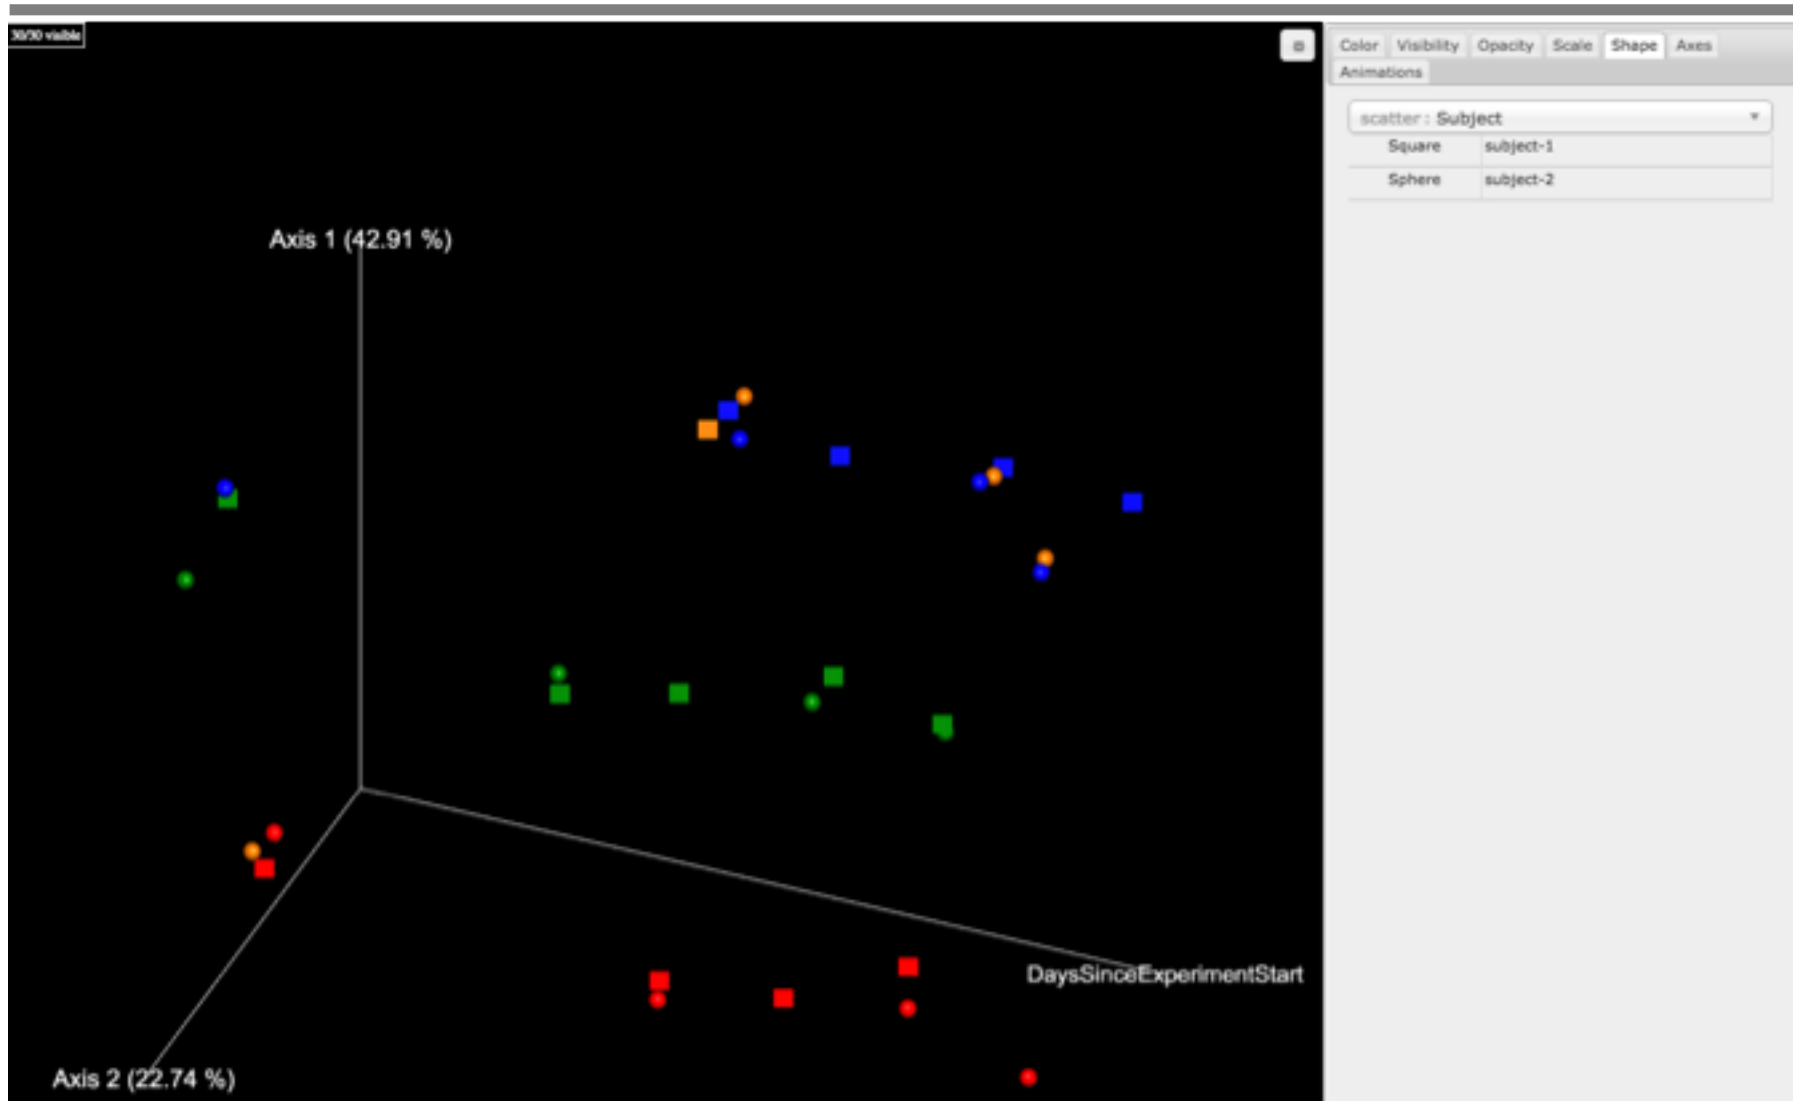 30/30 visible
Color Visibility Opacity Scale Shape Axes
Animations
scatter : Subject
Square subject-1
Sphere subject-2
Axis 1 (42.91 %)
DaysSinceExperimentStart
Axis 2 (22.74 %)